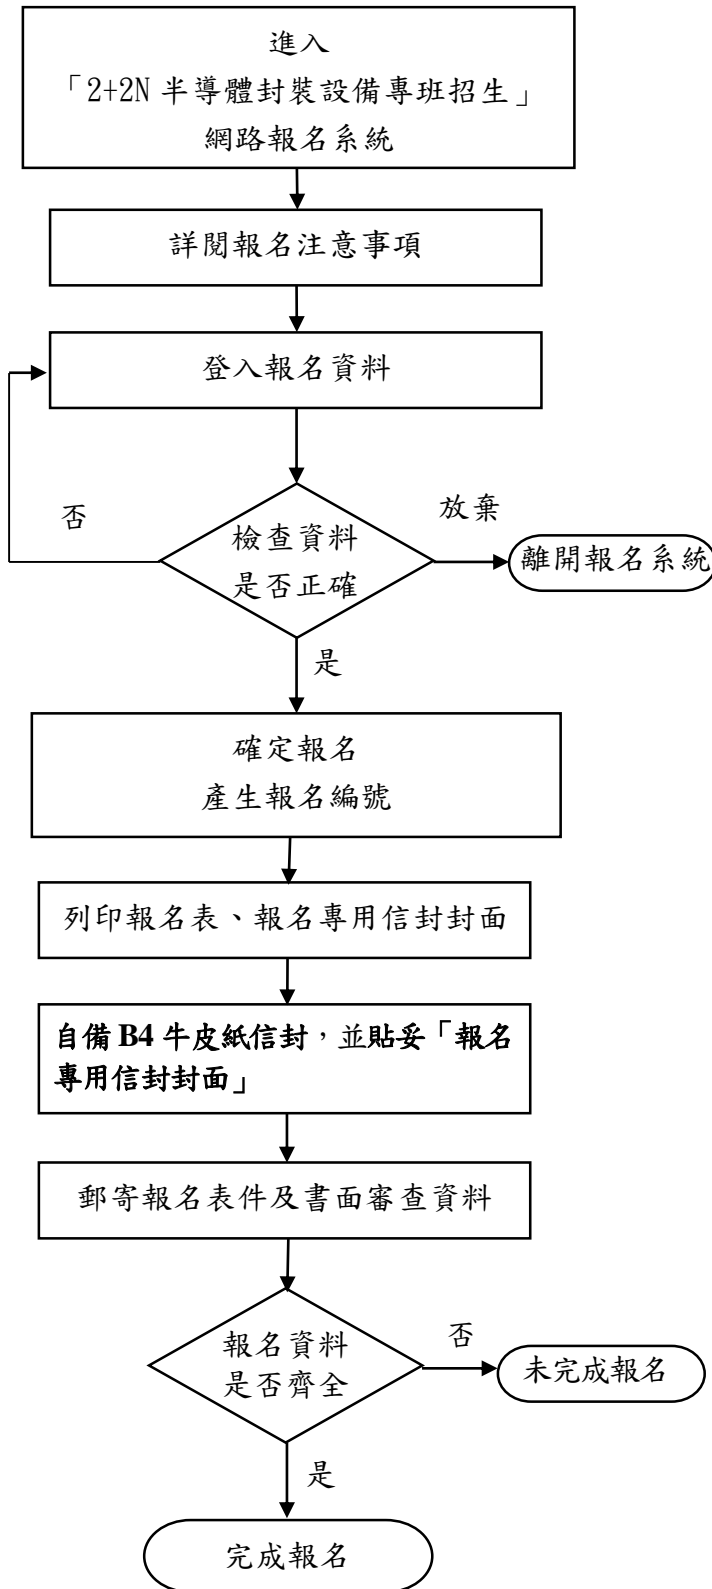 進入
「2+2N 半導體封裝設備專班招生」
網路報名系統
詳閱報名注意事項
登入報名資料
否
檢查資料
是否正確
放棄
離開報名系統
是
確定報名
產生報名編號
列印報名表、報名專用信封封面
自備 B4 牛皮紙信封，並貼妥「報名
專用信封封面」
郵寄報名表件及書面審查資料
報名資料
是否齊全
否
未完成報名
是
完成報名